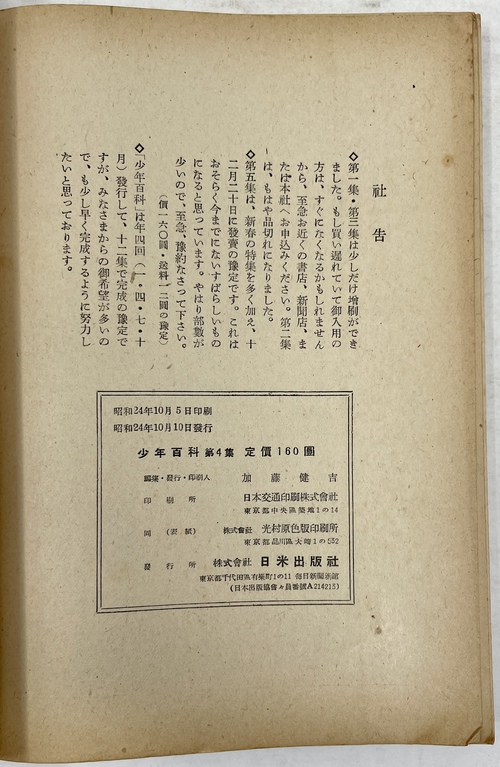 社告
◇第一集・第三集は少しだけ増刷ができ
ました。もし買い遅れていて御入用の
方は、すぐになくなるかもしれません
から、至急お近くの書店、新聞店、ま
たは本社へお申込みください。第二集
は、もはや品切れになりました。
◇第五集は、新春の特集を多く加え、十
二月二十日に發賣の豫定です。これは
おそらく今までにないすばらしいもの
になると思っています。やはり部數が
少いので、至急、豫約なさって下さい。
(價一六〇圓・送料一二圓の豫定)
◇「少年百科」は年四回(一・四・七・十
月)發行して、十二集で完成の豫定で
すが、みなさまからの御希望が多いの
で、も少し早く完成するように努力し
たいと思っております。
昭和24年10月5日印刷
昭和24年10月10日發行
少年百科 第4集 定價160圓
編集・發行・印刷人 加藤健吉
印刷所 日本交通印刷株式會社
東京都中央區築地1の14
同(表紙) 株式會社 光村原色版印刷所
東京都品川區大崎1の552
發行所 株式會社 日米出版社
東京都千代田區有樂町1の11 每日新聞別館
(日本出版協會々員番號A214215)